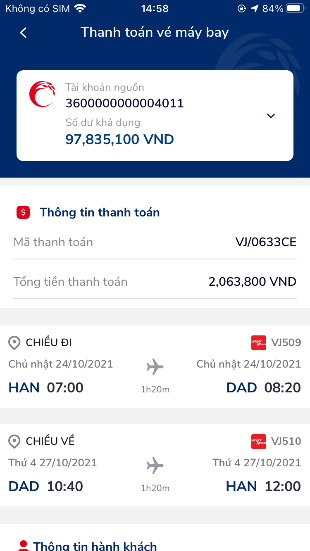 Không có SIM 14:58 84%
Thanh toán vé máy bay
Tài khoản nguồn
3600000000004011
Số dư khả dụng
97,835,100 VND
Thông tin thanh toán
Mã thanh toán VJ/0633CE
Tổng tiền thanh toán 2,063,800 VND
CHIỀU ĐI VJ509
Chủ nhật 24/10/2021 Chủ nhật 24/10/2021
HAN 07:00 1h20m DAD 08:20
CHIỀU VỀ VJ510
Thứ 4 27/10/2021 Thứ 4 27/10/2021
DAD 10:40 1h20m HAN 12:00
Thông tin hành khách